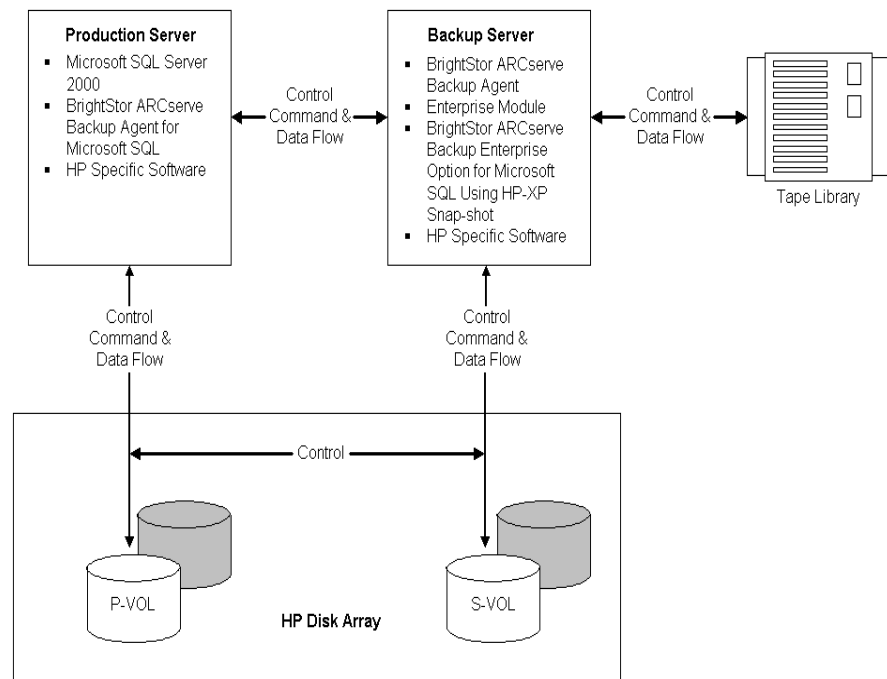 Production Server
▪ Microsoft SQL Server
2000
▪ BrightStor ARCserve
Backup Agent for
Microsoft SQL
▪ HP Specific Software
Control
Command &
Data Flow
Backup Server
▪ BrightStor ARCserve
Backup Agent
▪ Enterprise Module
▪ BrightStor ARCserve
Backup Enterprise
Option for Microsoft
SQL Using HP-XP
Snap-shot
▪ HP Specific Software
Control
Command &
Data Flow
Tape Library
Control
Command &
Data Flow
Control
Command &
Data Flow
Control
P-VOL
S-VOL
HP Disk Array